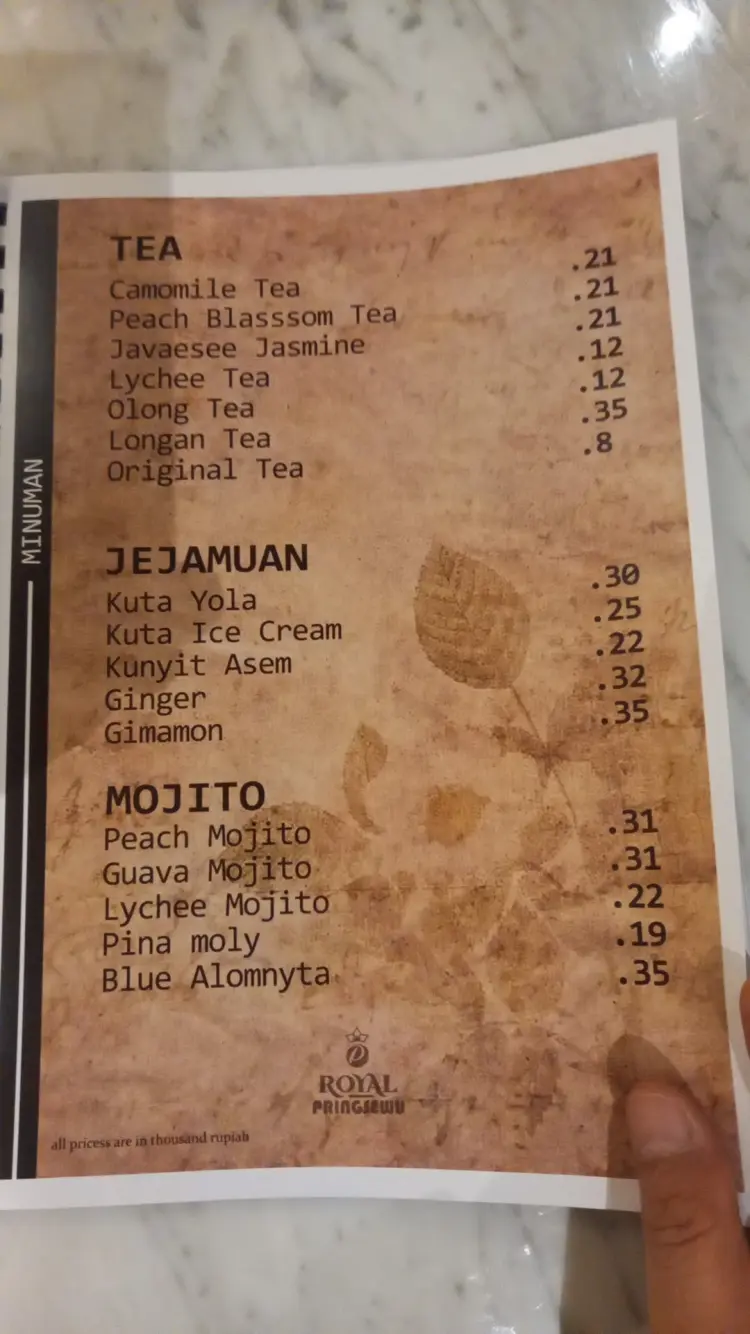 MINUMAN
TEA
Camomile Tea .21
Peach Blasssom Tea .21
Javaesee Jasmine .21
Lychee Tea .12
Olong Tea .12
Longan Tea .35
Original Tea .8
JEJAMUAN
Kuta Yola .30
Kuta Ice Cream .25
Kunyit Asem .22
Ginger .32
Gimamon .35
MOJITO
Peach Mojito .31
Guava Mojito .31
Lychee Mojito .22
Pina moly .19
Blue Alomnyta .35
ROYAL
PRINGSEWU
all pricess are in thousand rupiah